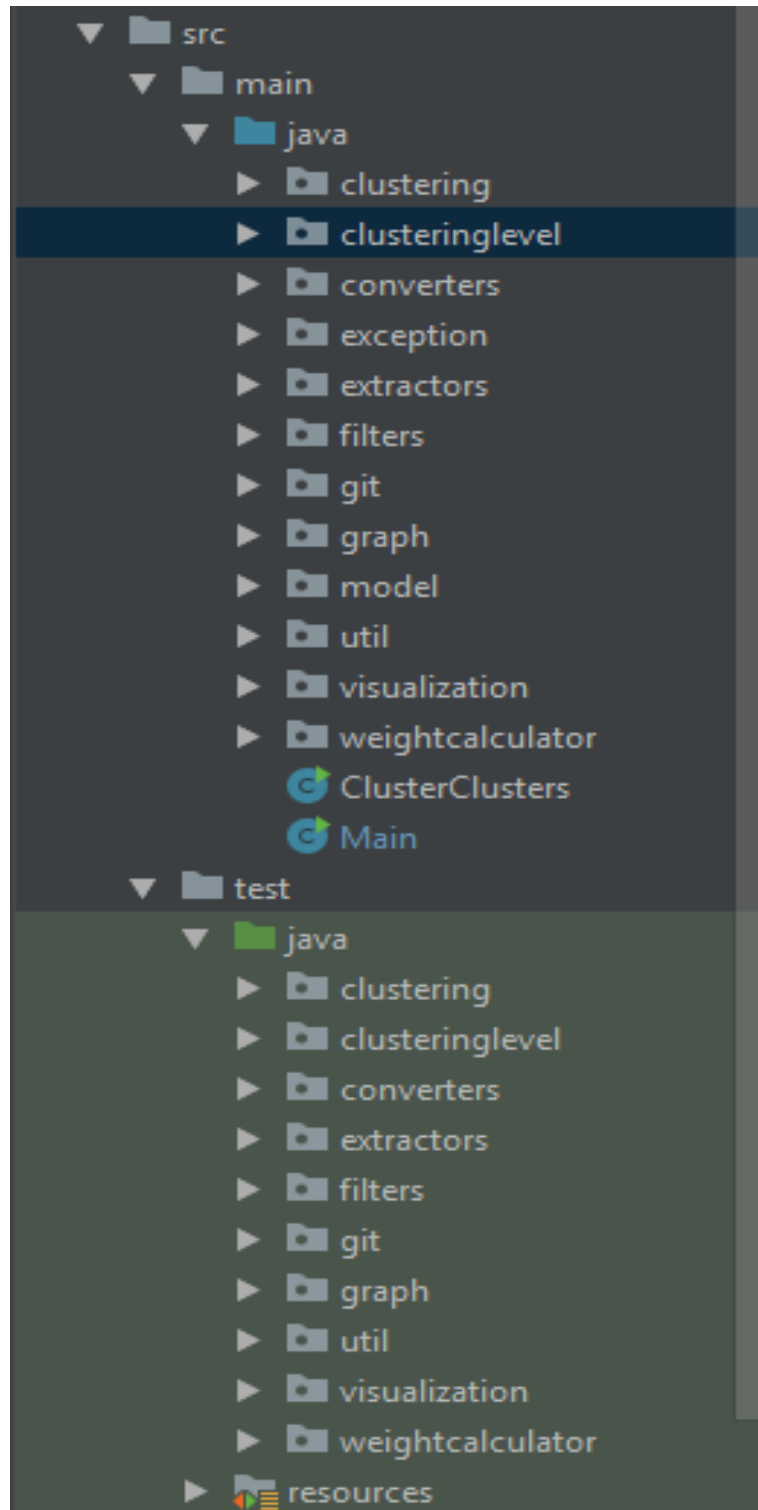 src
main
java
clustering
clusteringlevel
converters
exception
extractors
filters
git
graph
model
util
visualization
weightcalculator
ClusterClusters
Main
test
java
clustering
clusteringlevel
converters
extractors
filters
git
graph
util
visualization
weightcalculator
resources